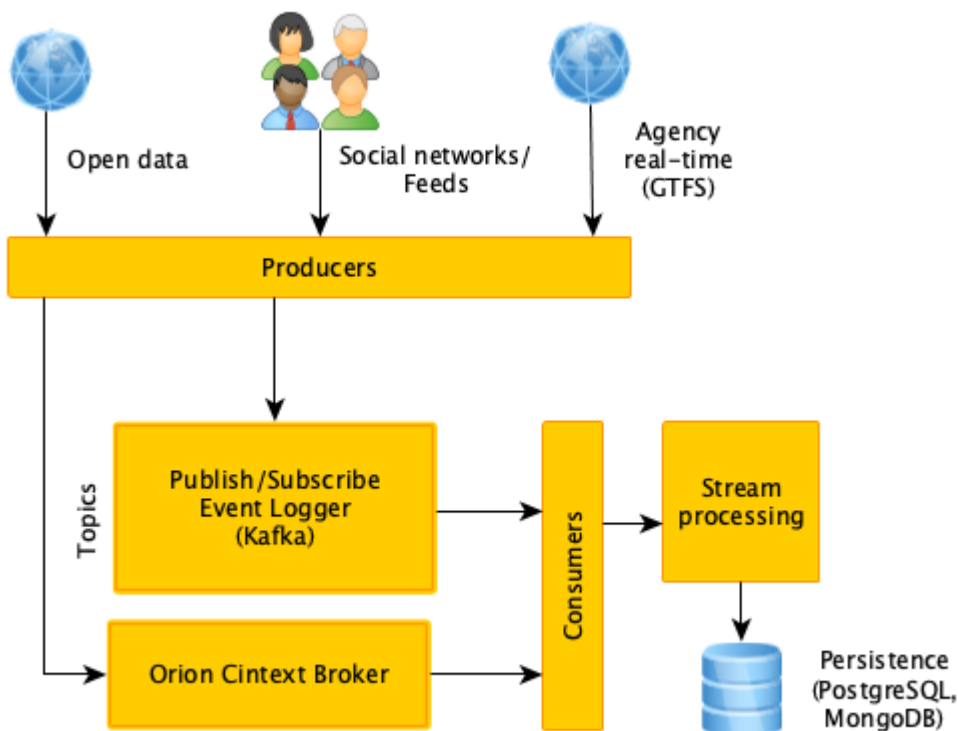 Open data
Social networks/
Feeds
Agency
real-time
(GTFS)
Producers
Topics
Publish/Subscribe
Event Logger
(Kafka)
Consumers
Stream
processing
Orion Cintext Broker
Persistence
(PostgreSQL,
MongoDB)